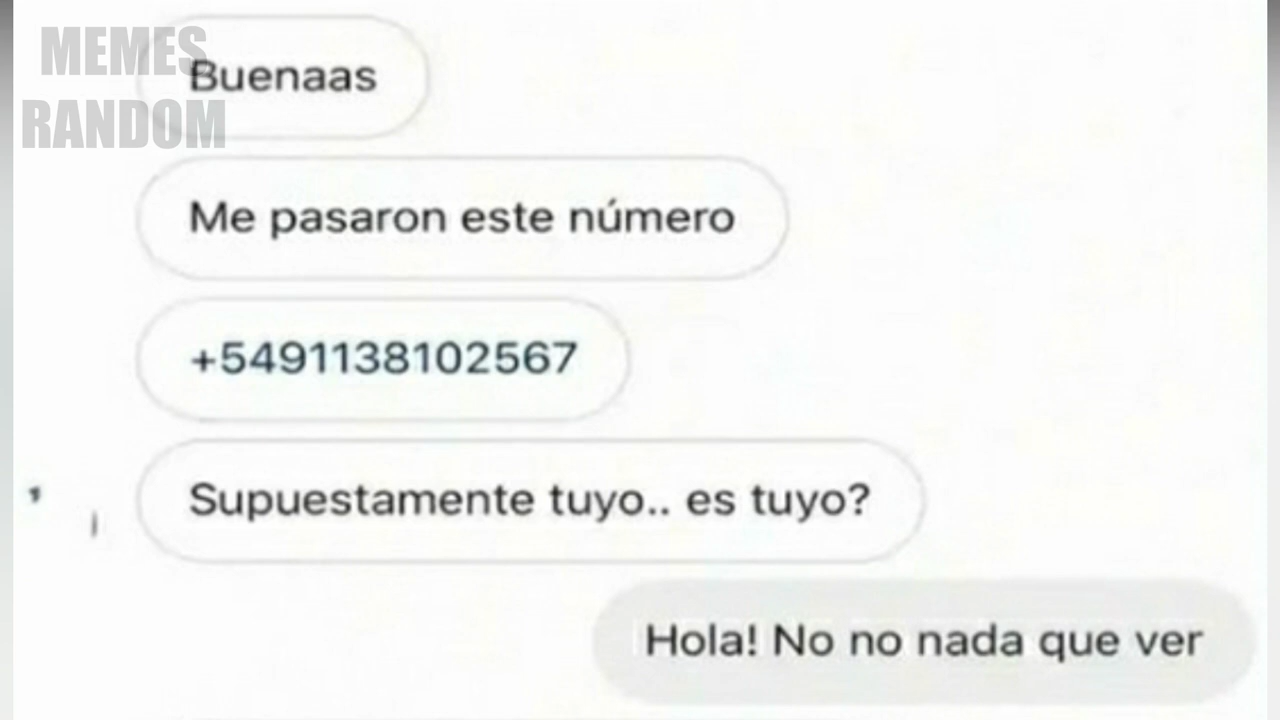 MEMES
RANDOM
Buenaas
Me pasaron este número
+5491138102567
Supuestamente tuyo.. es tuyo?
Hola! No no nada que ver